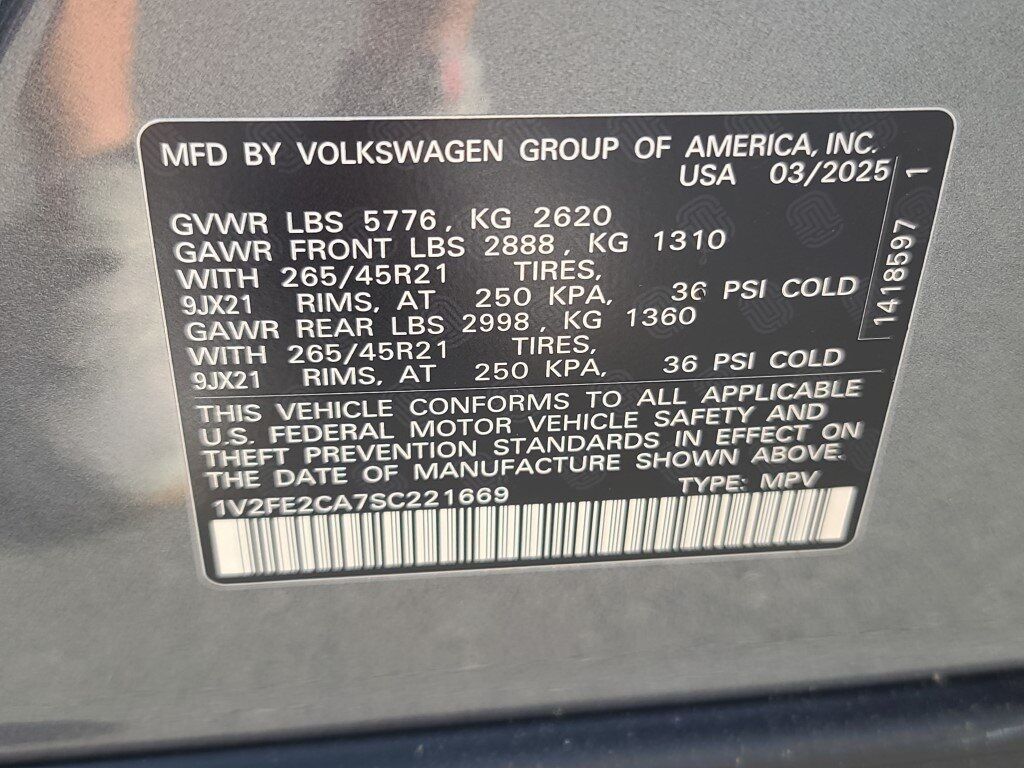 MFD BY VOLKSWAGEN GROUP OF AMERICA, INC.
USA 03/2025
GVWR LBS 5776, KG 2620
GAWR FRONT LBS 2888, KG 1310
WITH 265/45R21 TIRES,
9JX21 RIMS, AT 250 KPA, 36 PSI COLD
GAWR REAR LBS 2998, KG 1360
WITH 265/45R21 TIRES,
9JX21 RIMS, AT 250 KPA, 36 PSI COLD
1418597 1
THIS VEHICLE CONFORMS TO ALL APPLICABLE
U.S. FEDERAL MOTOR VEHICLE SAFETY AND
THEFT PREVENTION STANDARDS IN EFFECT ON
THE DATE OF MANUFACTURE SHOWN ABOVE.
1V2FE2CA7SC221669 TYPE: MPV